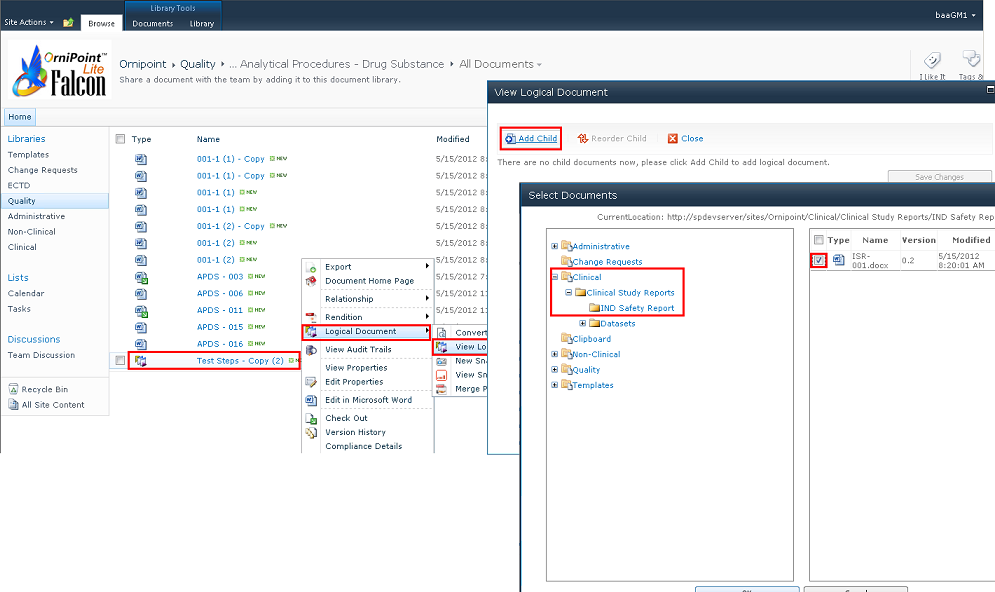 Library Tools
Site Actions
Browse
Documents
Library
baaGM1
OrniPoint™
Lite
Falcon
Ornipoint ▸ Quality ▸ ... Analytical Procedures - Drug Substance ▸ All Documents
Share a document with the team by adding it to this document library.
I Like It
Tags &
Home
Libraries
Templates
Change Requests
ECTD
Quality
Administrative
Non-Clinical
Clinical
Lists
Calendar
Tasks
Discussions
Team Discussion
Recycle Bin
All Site Content
Type Name Modified
001-1 (1) - Copy NEW 5/15/2012 8:
001-1 (1) - Copy NEW 5/15/2012 8:
001-1 (1) NEW 5/15/2012 8:
001-1 (1) NEW 5/15/2012 8:
001-1 (2) - Copy NEW 5/15/2012 8:
001-1 (2) NEW 5/15/2012 8:
001-1 (2) NEW 5/15/2012 8:
APDS - 003 NEW 5/15/2012 7:
APDS - 006 NEW 5/15/2012 1
APDS - 011 NEW 5/15/2012
APDS - 015 NEW 5/15/2012
APDS - 016 NEW 5/15/2012
Test Steps - Copy (2)
Export
Document Home Page
Relationship
Rendition
Logical Document
View Audit Trails
View Properties
Edit Properties
Edit in Microsoft Word
Check Out
Version History
Compliance Details
Convert
View Lo
New Sna
View Sn
Merge P
View Logical Document
Add Child
Reorder Child
Close
There are no child documents now, please click Add Child to add logical document.
Save Changes
Select Documents
CurrentLocation: http://spdevserver/sites/Ornipoint/Clinical/Clinical Study Reports/IND Safety Rep
Administrative
Change Requests
Clinical
Clinical Study Reports
IND Safety Report
Datasets
Clipboard
Non-Clinical
Quality
Templates
Type Name Version Modified
ISR-
001.docx
0.2
5/15/2012
8:20:01 AM